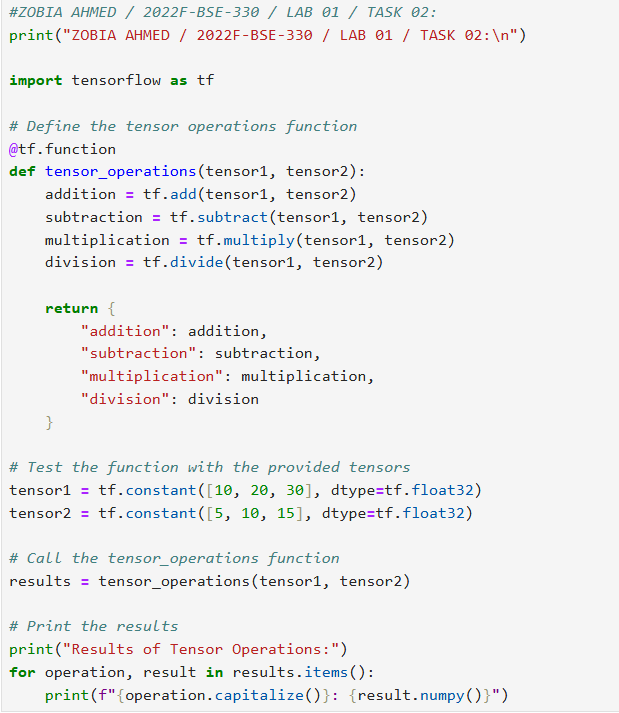 #ZOBIA AHMED / 2022F-BSE-330 / LAB 01 / TASK 02:
print("ZOBIA AHMED / 2022F-BSE-330 / LAB 01 / TASK 02:\n")

import tensorflow as tf

# Define the tensor operations function
@tf.function
def tensor_operations(tensor1, tensor2):
    addition = tf.add(tensor1, tensor2)
    subtraction = tf.subtract(tensor1, tensor2)
    multiplication = tf.multiply(tensor1, tensor2)
    division = tf.divide(tensor1, tensor2)

    return {
        "addition": addition,
        "subtraction": subtraction,
        "multiplication": multiplication,
        "division": division
    }

# Test the function with the provided tensors
tensor1 = tf.constant([10, 20, 30], dtype=tf.float32)
tensor2 = tf.constant([5, 10, 15], dtype=tf.float32)

# Call the tensor_operations function
results = tensor_operations(tensor1, tensor2)

# Print the results
print("Results of Tensor Operations:")
for operation, result in results.items():
    print(f"{operation.capitalize()}: {result.numpy()}")